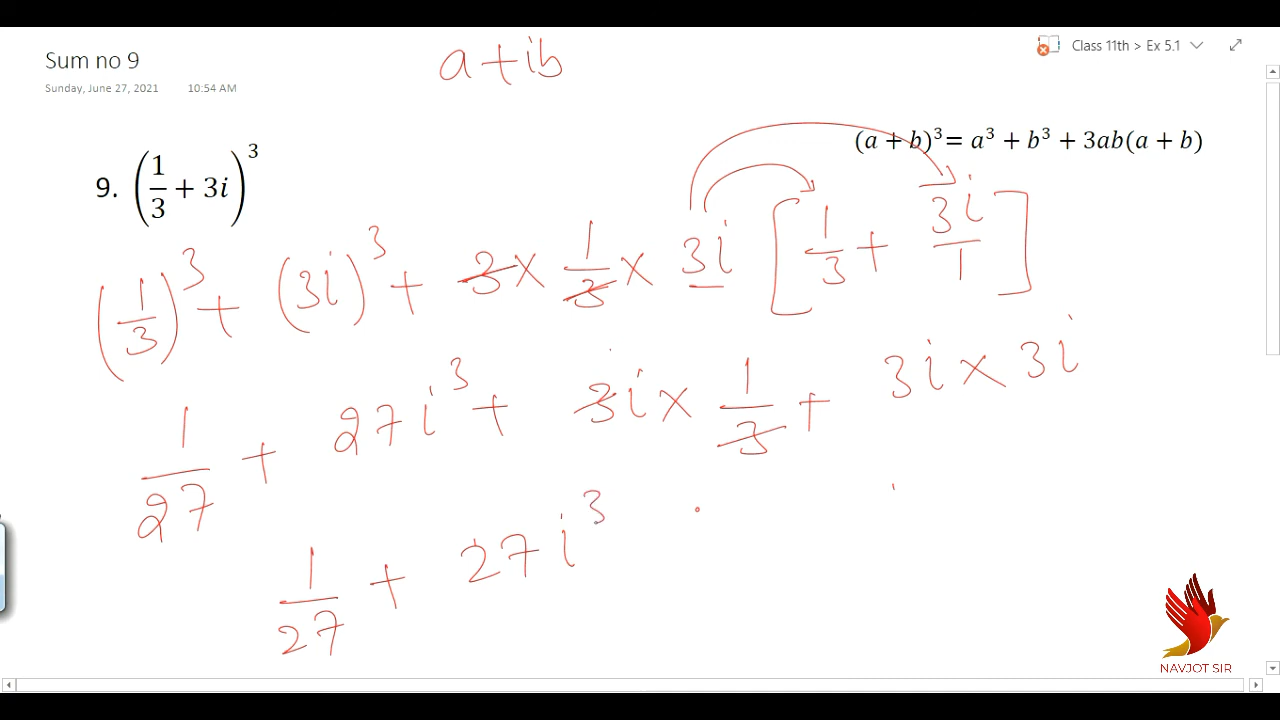 Sum no 9
Sunday, June 27, 2021 10:54 AM
Class 11th > Ex 5.1
a + ib
(a + b)³= a³ + b³ + 3ab(a + b)
9. (1/3 + 3i)³
(1/3)³ + (3i)³ + 3 × 1/3 × 3i [1/3 + 3i/1]
1/27 + 27i³ + 3i × 1/3 + 3i × 3i
1/27 + 27i³
NAVJOT SIR